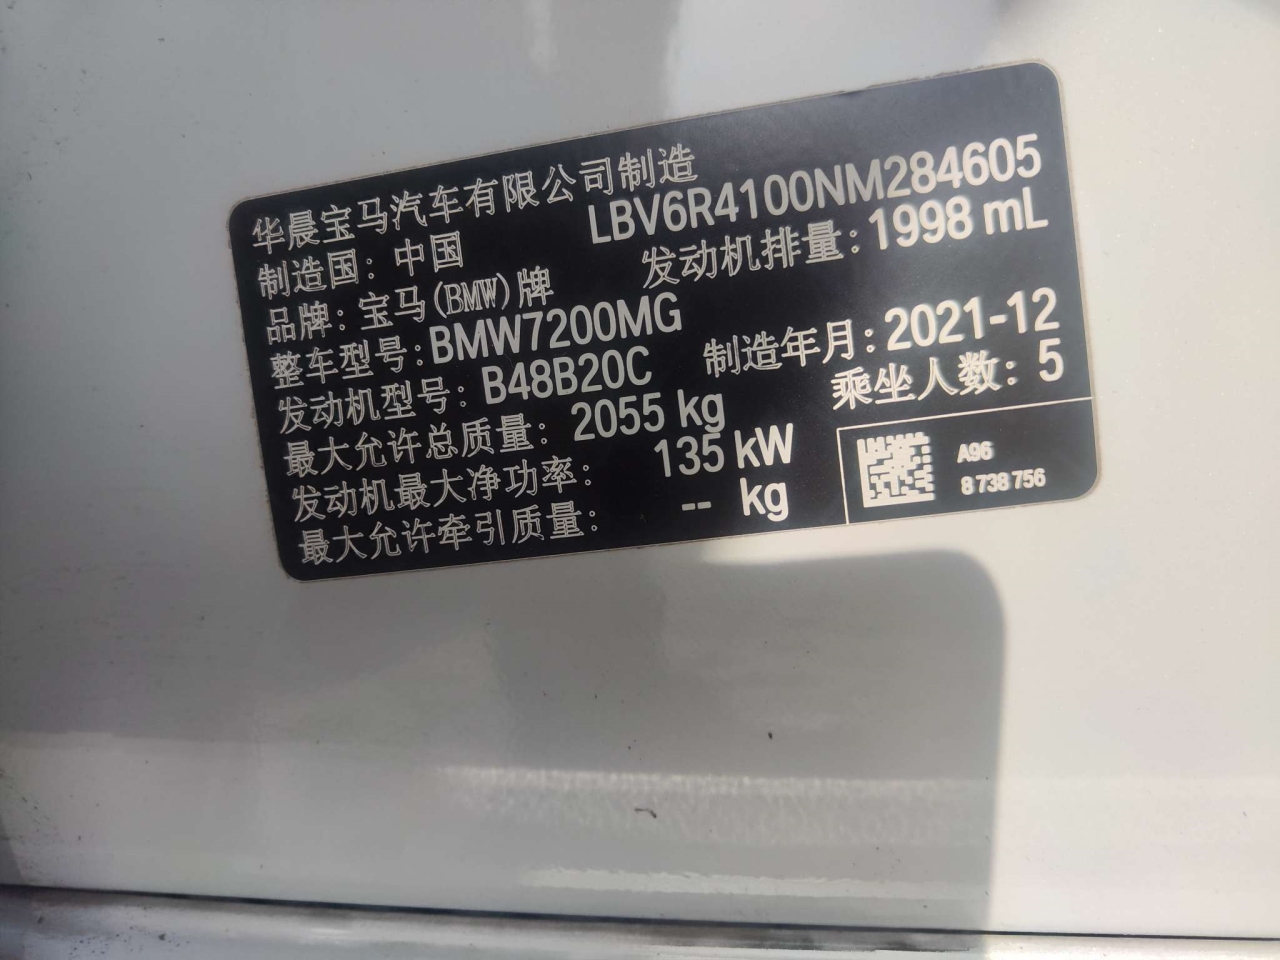 华晨宝马汽车有限公司制造
LBV6R4100NM284605
制造国：中国
发动机排量：1998 mL
品牌：宝马(BMW)牌
整车型号：BMW7200MG
制造年月：2021-12
发动机型号：B48B20C
乘坐人数：5
最大允许总质量：2055 kg
发动机最大净功率：135 kW
最大允许牵引质量：-- kg
A96
8 738 756